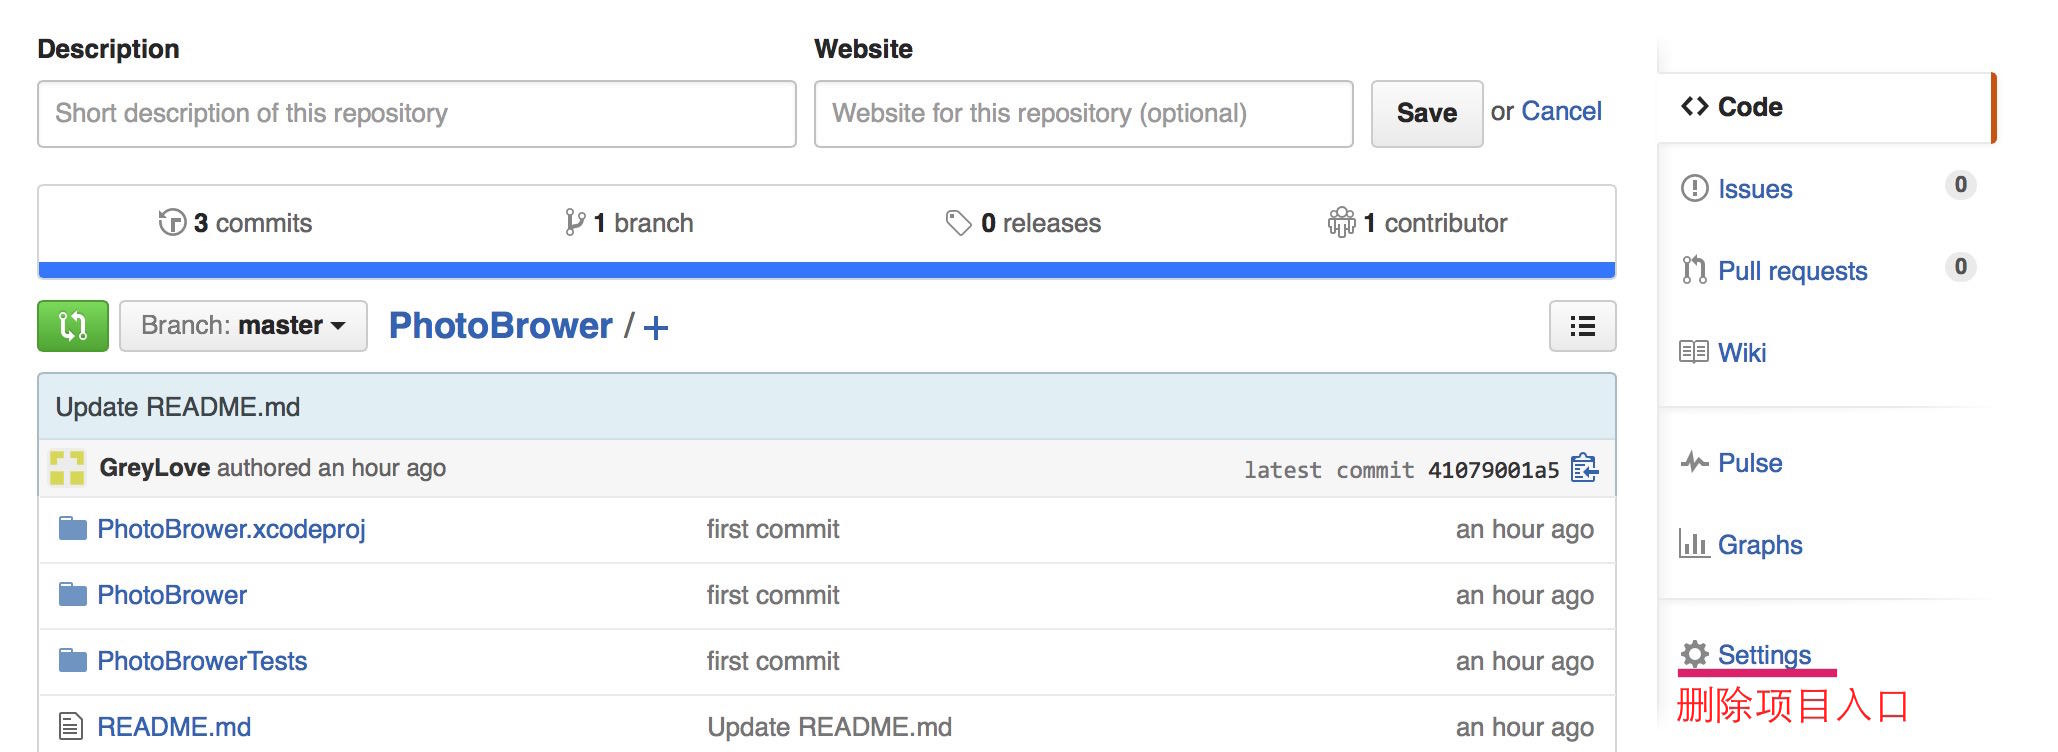 Description
Website
Short description of this repository
Website for this repository (optional)
Save or Cancel
3 commits
1 branch
0 releases
1 contributor
Branch: master
PhotoBrower / +
Update README.md
GreyLove authored an hour ago
latest commit 41079001a5
PhotoBrower.xcodeproj first commit an hour ago
PhotoBrower first commit an hour ago
PhotoBrowerTests first commit an hour ago
README.md Update README.md an hour ago
Code
Issues 0
Pull requests 0
Wiki
Pulse
Graphs
Settings
删除项目入口